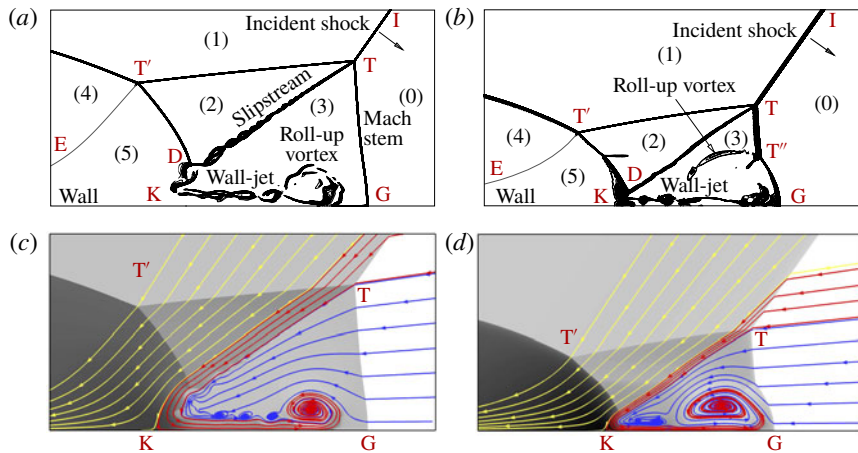 (a)
I
Incident shock
(1)
T′
T
(4)
(2)
Slipstream
(3)
(0)
Mach
stem
E
(5)
D
Roll-up
vortex
Wall-jet
Wall
K
G
(b)
I
Incident shock
(1)
Roll-up vortex
T′
T
(0)
(4)
(2)
(3)
T″
E
(5)
D
Wall-jet
Wall
K
G
(c)
T′
T
K
G
(d)
T′
T
K
G